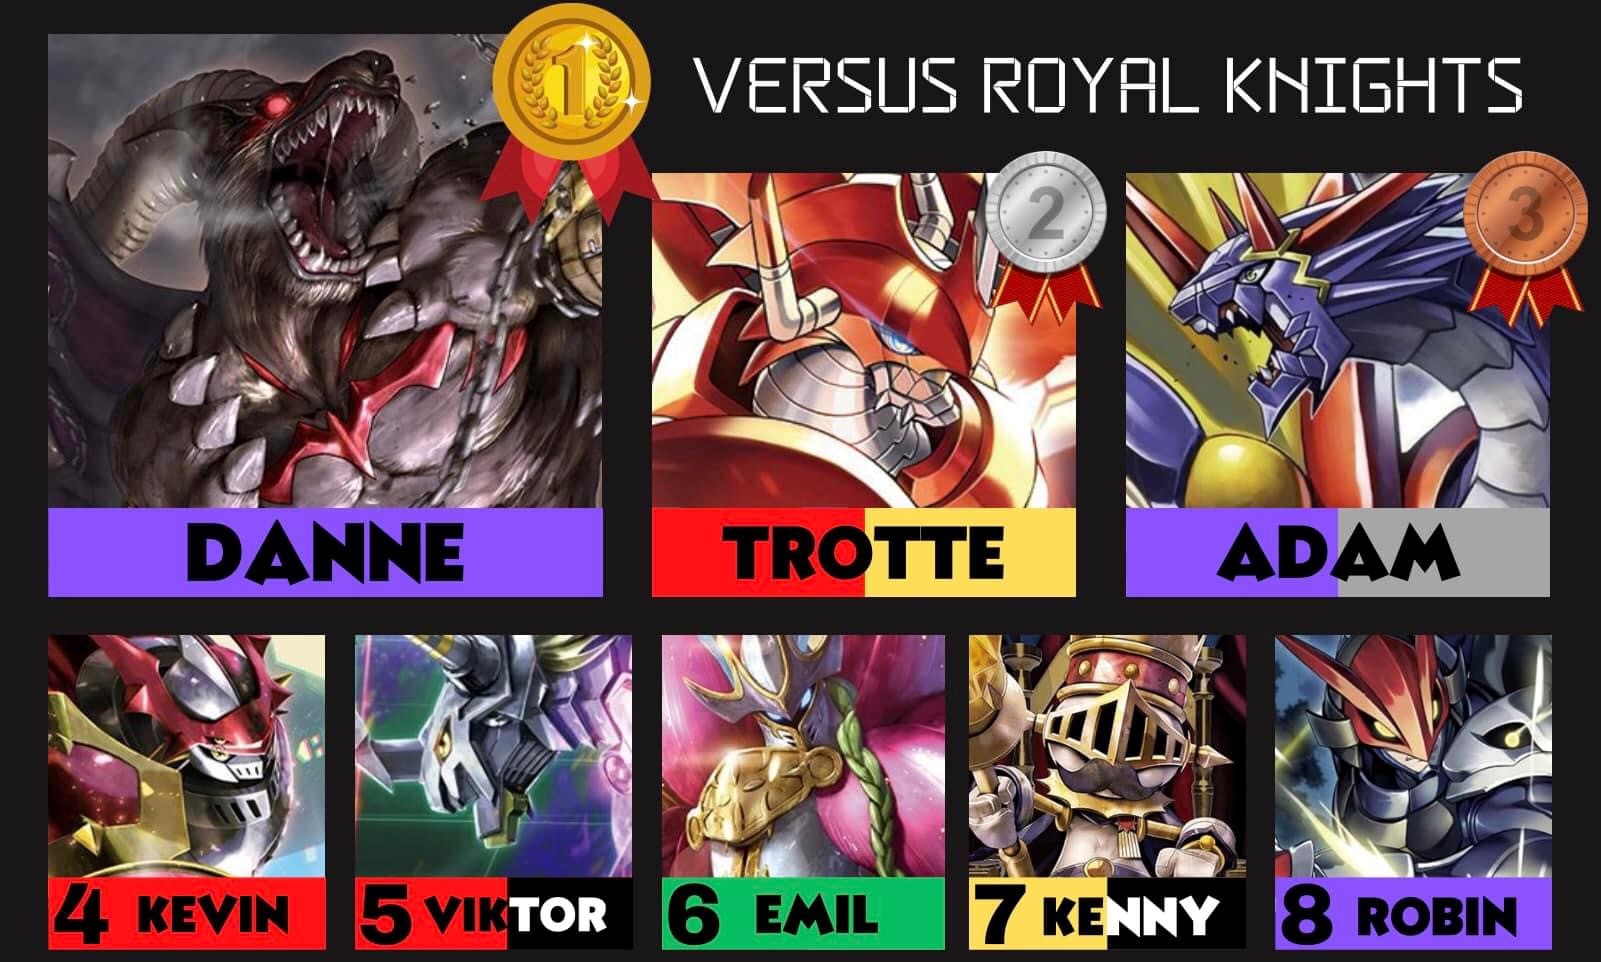 1
VERSUS ROYAL KNIGHTS
2
3
DANNE
TROTTE
ADAM
4 KEVIN
5 VIKTOR
6 EMIL
7 KENNY
8 ROBIN